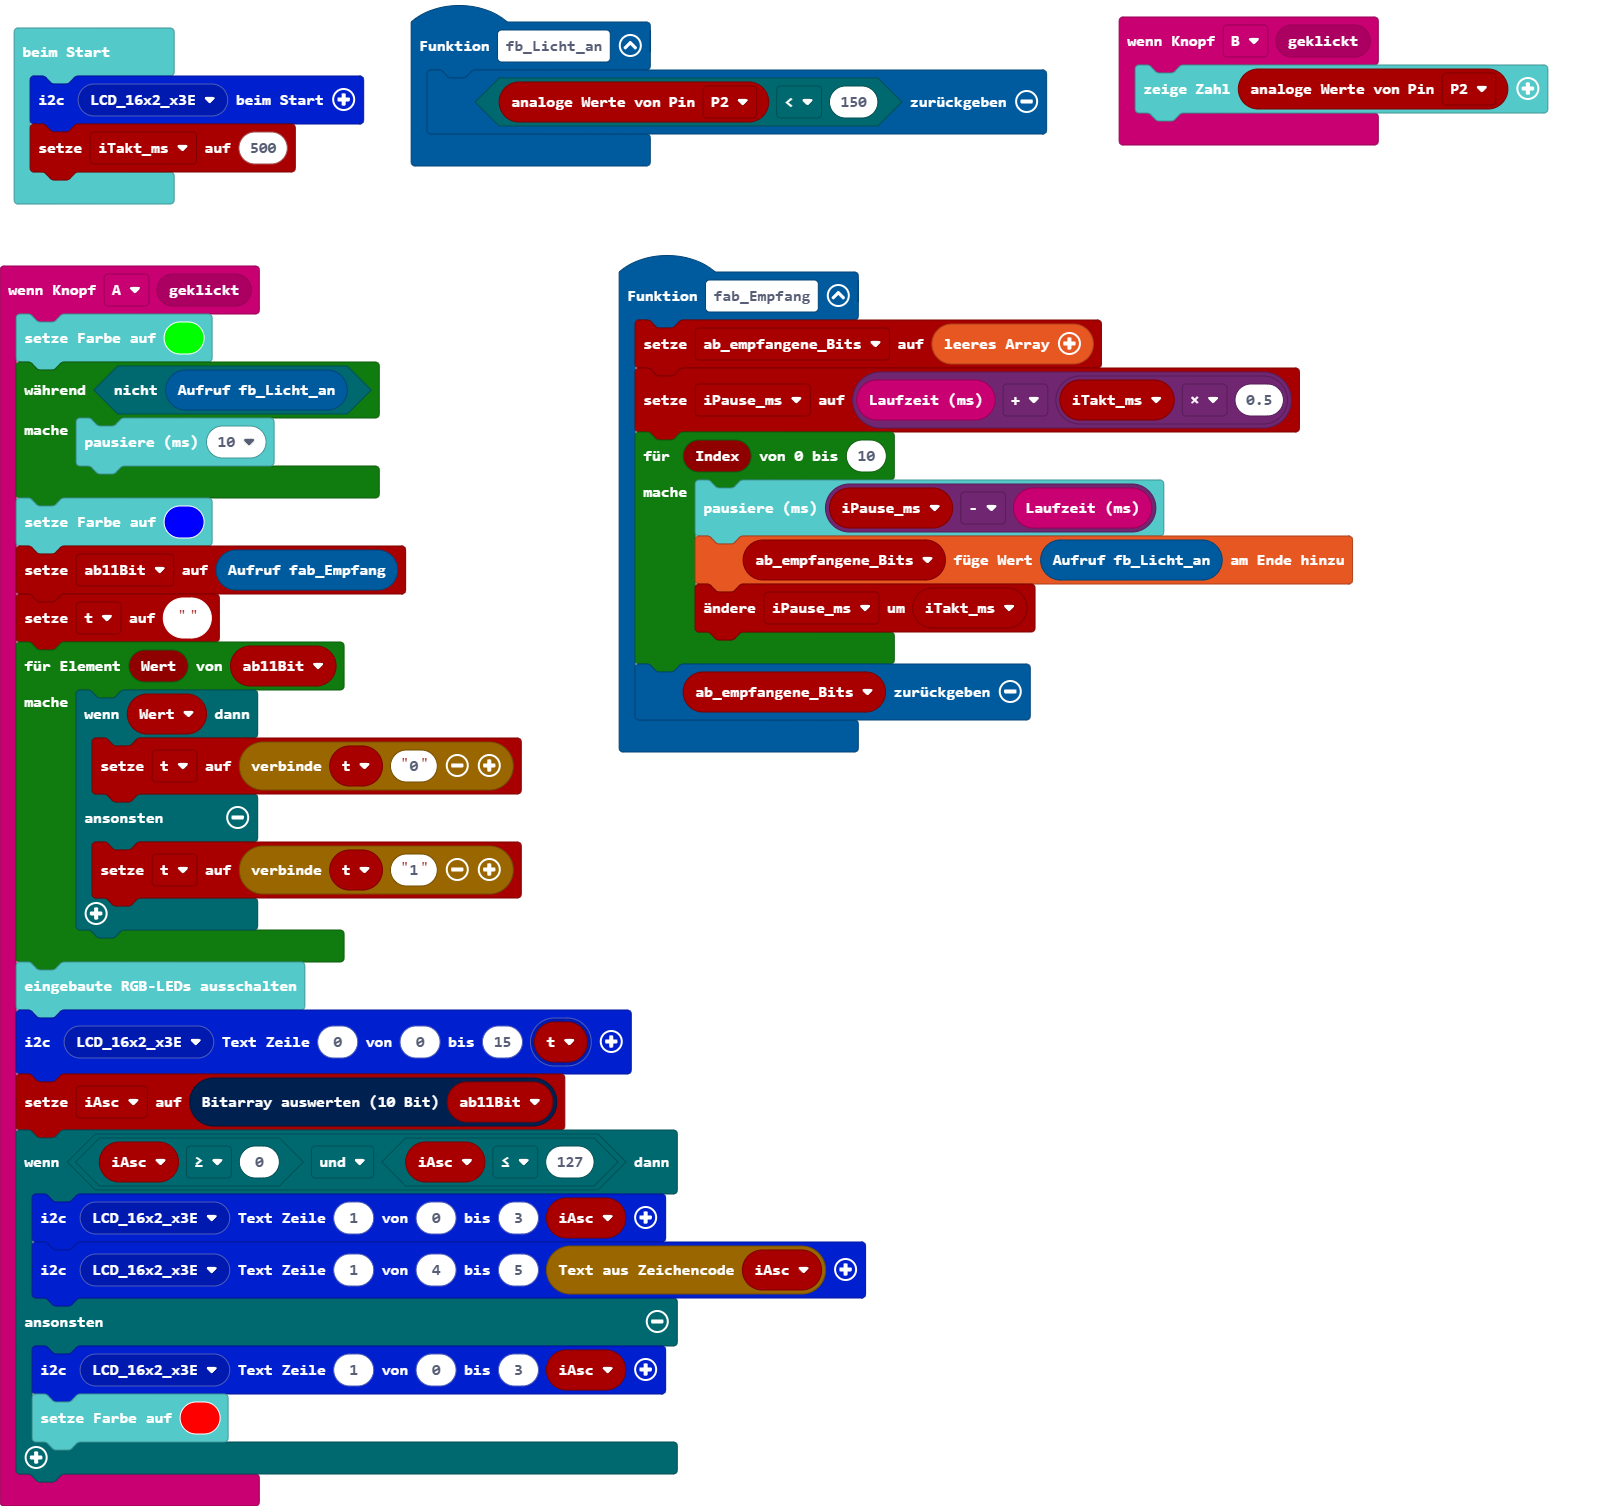 beim Start
i2c LCD_16x2_x3E beim Start
setze iTakt_ms auf 500
Funktion fb_Licht_an
analoge Werte von Pin P2 < 150 zurückgeben
wenn Knopf B geklickt
zeige Zahl analoge Werte von Pin P2
wenn Knopf A geklickt
setze Farbe auf
während nicht Aufruf fb_Licht_an
mache pausiere (ms) 10
setze Farbe auf
setze ab11Bit auf Aufruf fab_Empfang
setze t auf " "
für Element Wert von ab11Bit
mache
wenn Wert dann
setze t auf verbinde t "0"
ansonsten
setze t auf verbinde t "1"
eingebaute RGB-LEDs ausschalten
i2c LCD_16x2_x3E Text Zeile 0 von 0 bis 15 t
setze iAsc auf Bitarray auswerten (10 Bit) ab11Bit
wenn iAsc ≥ 0 und iAsc ≤ 127 dann
i2c LCD_16x2_x3E Text Zeile 1 von 0 bis 3 iAsc
i2c LCD_16x2_x3E Text Zeile 1 von 4 bis 5 Text aus Zeichencode iAsc
ansonsten
i2c LCD_16x2_x3E Text Zeile 1 von 0 bis 3 iAsc
setze Farbe auf
Funktion fab_Empfang
setze ab_empfangene_Bits auf leeres Array
setze iPause_ms auf Laufzeit (ms) + iTakt_ms × 0.5
für Index von 0 bis 10
mache
pausiere (ms) iPause_ms - Laufzeit (ms)
ab_empfangene_Bits füge Wert Aufruf fb_Licht_an am Ende hinzu
ändere iPause_ms um iTakt_ms
ab_empfangene_Bits zurückgeben